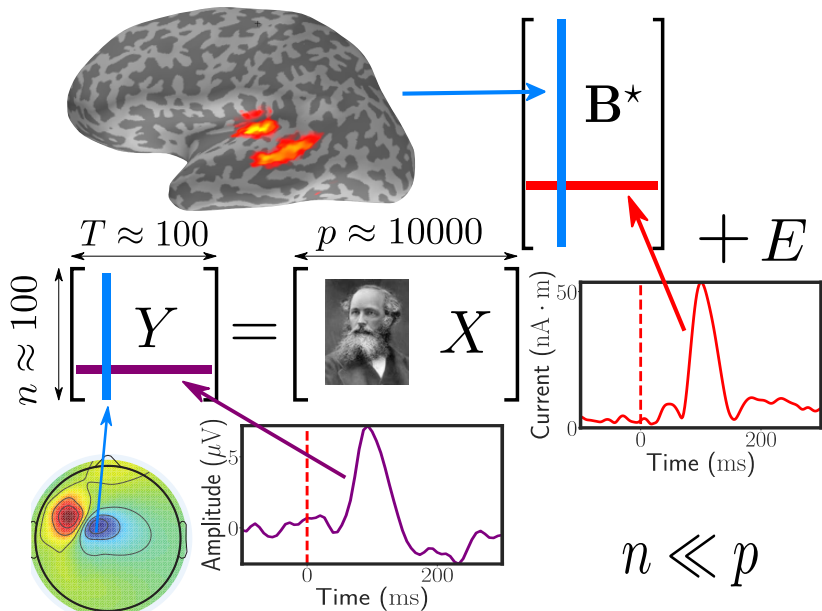 B⋆
T ≈ 100
p ≈ 10000
+ E
n ≈ 100
Y
=
X
Current (nA · m)
50
0
0
200
Time (ms)
Amplitude (μV)
5
0
0
200
Time (ms)
n ≪ p